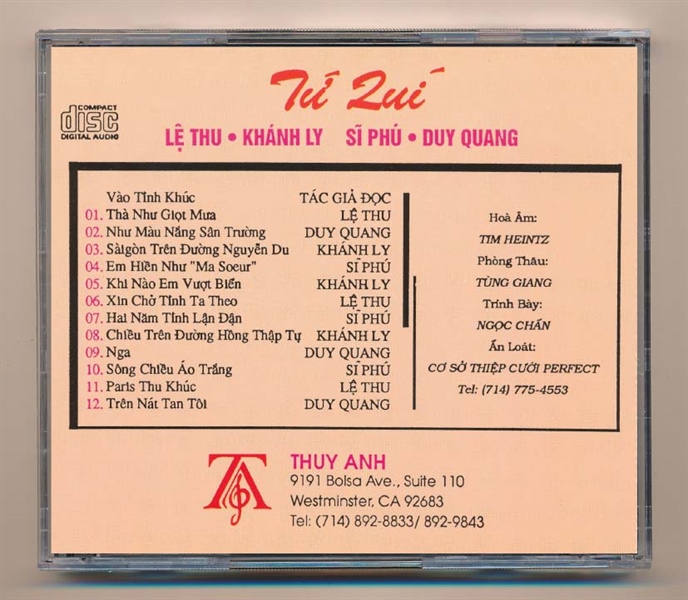 Tứ Quí
COMPACT
disc
DIGITAL AUDIO
LỆ THU • KHÁNH LY SĨ PHÚ • DUY QUANG
Vào Tình Khúc TÁC GIẢ ĐỌC
01. Thà Như Giọt Mưa LỆ THU
02. Như Màu Nắng Sân Trường DUY QUANG
03. Sàigòn Trên Đường Nguyễn Du KHÁNH LY
04. Em Hiền Như "Ma Soeur" SĨ PHÚ
05. Khi Nào Em Vượt Biển KHÁNH LY
06. Xin Chở Tình Ta Theo LỆ THU
07. Hai Năm Tình Lận Đận SĨ PHÚ
08. Chiều Trên Đường Hồng Thập Tự KHÁNH LY
09. Nga DUY QUANG
10. Sông Chiều Áo Trắng SĨ PHÚ
11. Paris Thu Khúc LỆ THU
12. Trên Nát Tan Tôi DUY QUANG
Hoà Âm:
TIM HEINTZ
Phòng Thâu:
TÙNG GIANG
Trình Bày:
NGỌC CHẤN
Ấn Loát:
CƠ SỞ THIỆP CƯỚI PERFECT
Tel: (714) 775-4553
TA
THUY ANH
9191 Bolsa Ave., Suite 110
Westminster, CA 92683
Tel: (714) 892-8833/ 892-9843